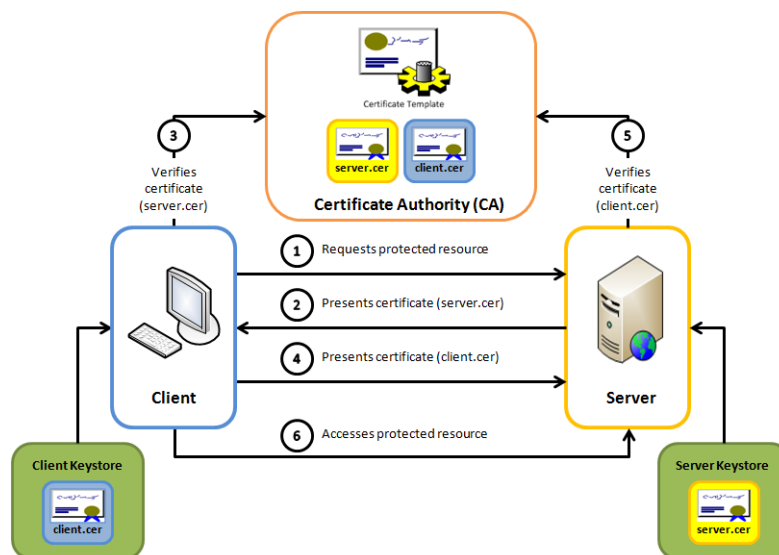 Certificate Template
server.cer
client.cer
Certificate Authority (CA)
3
Verifies
certificate
(server.cer)
5
Verifies
certificate
(client.cer)
1 Requests protected resource
2 Presents certificate (server.cer)
4 Presents certificate (client.cer)
Client
Server
6 Accesses protected resource
Client Keystore
client.cer
Server Keystore
server.cer